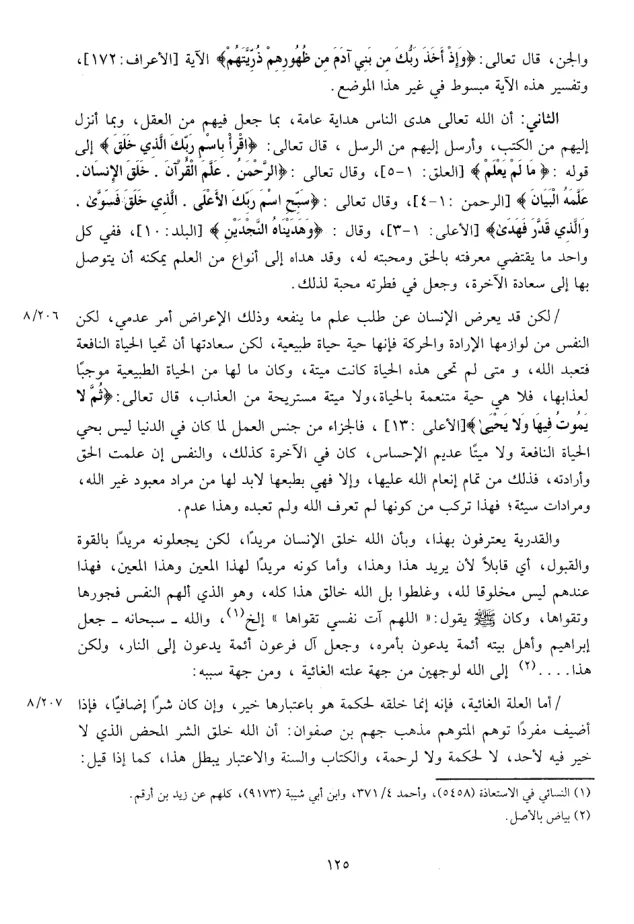 والجن، قال تعالى: ﴿وَإِذْ أَخَذَ رَبُّكَ مِن بَنِي آدَمَ مِن ظُهُورِهِمْ ذُرِّيَّتَهُمْ﴾ الآية [الأعراف: ١٧٢]،
وتفسير هذه الآية مبسوط في غير هذا الموضع.
الثاني: أن الله تعالى هدى الناس هداية عامة، بما جعل فيهم من العقل، وبما أنزل
إليهم من الكتب، وأرسل إليهم من الرسل ، قال تعالى: ﴿اقْرأْ بِاسْمِ رَبِّكَ الَّذِي خَلَقَ ﴾ إلى
قوله : ﴿ مَا لَمْ يَعْلَمْ ﴾ [العلق: ١-٥]، وقال تعالى : ﴿الرَّحْمَنُ . عَلَّمَ الْقُرْآنَ . خَلَقَ الإِنسَانَ .
عَلَّمَهُ الْبَيَانَ ﴾ [الرحمن :١-٤]، وقال تعالى : ﴿سَبِّحِ اسْمَ رَبِّكَ الأَعْلَى . الَّذِي خَلَقَ فَسَوَّىٰ .
وَالَّذِي قَدَّرَ فَهَدَىٰ﴾ [الأعلى: ١-٣]، وقال : ﴿وَهَدَيْنَاهُ النَّجْدَيْنِ ﴾ [البلد: ١٠]، ففي كل
واحد ما يقتضي معرفته بالحق ومحبته له، وقد هداه إلى أنواع من العلم يمكنه أن يتوصل
بها إلى سعادة الآخرة، وجعل في فطرته محبة لذلك.
/ لكن قد يعرض الإنسان عن طلب علم ما ينفعه وذلك الإعراض أمر عدمي، لكن ٨/٢٠٦
النفس من لوازمها الإرادة والحركة فإنها حية حياة طبيعية، لكن سعادتها أن تحيا الحياة النافعة
فتعبد الله، و متى لم تحى هذه الحياة كانت ميتة، وكان ما لها من الحياة الطبيعية موجبًا
لعذابها، فلا هي حية متنعمة بالحياة،ولا ميتة مستريحة من العذاب، قال تعالى: ﴿ثُمَّ لا
يَمُوتُ فِيهَا وَلا يَحْيَىٰ﴾[الأعلى :١٣] ، فالجزاء من جنس العمل لما كان في الدنيا ليس بحي
الحياة النافعة ولا ميتًا عديم الإحساس، كان في الآخرة كذلك، والنفس إن علمت الحق
وأرادته، فذلك من تمام إنعام الله عليها، وإلا فهي بطبعها لابد لها من مراد معبود غير الله،
ومرادات سيئة؛ فهذا تركب من كونها لم تعرف الله ولم تعبده وهذا عدم.
والقدرية يعترفون بهذا، وبأن الله خلق الإنسان مريدًا، لكن يجعلونه مريدًا بالقوة
والقبول، أي قابلاً لأن يريد هذا وهذا، وأما كونه مريدًا لهذا المعين وهذا المعين، فهذا
عندهم ليس مخلوقا لله، وغلطوا بل الله خالق هذا كله، وهو الذي ألهم النفس فجورها
وتقواها، وكان ﷺ يقول:« اللهم آت نفسي تقواها » إلخ(١)، والله ـ سبحانه ـ جعل
إبراهيم وأهل بيته أئمة يدعون بأمره، وجعل آل فرعون أئمة يدعون إلى النار، ولكن
هذا....(٢) إلى الله لوجهين من جهة علته الغائية ، ومن جهة سببه:
/ أما العلة الغائية، فإنه إنما خلقه لحكمة هو باعتبارها خير، وإن كان شرًا إضافيًا، فإذا ٨/٢٠٧
أضيف مفردًا توهم المتوهم مذهب جهم بن صفوان: أن الله خلق الشر المحض الذي لا
خير فيه لأحد، لا لحكمة ولا لرحمة، والكتاب والسنة والاعتبار يبطل هذا، كما إذا قيل:
(١) النسائي في الاستعاذة (٥٤٥٨)، وأحمد ٣٧١/٤، وابن أبي شيبة (٩١٧٣)، كلهم عن زيد بن أرقم.
(٢) بياض بالأصل.
١٢٥